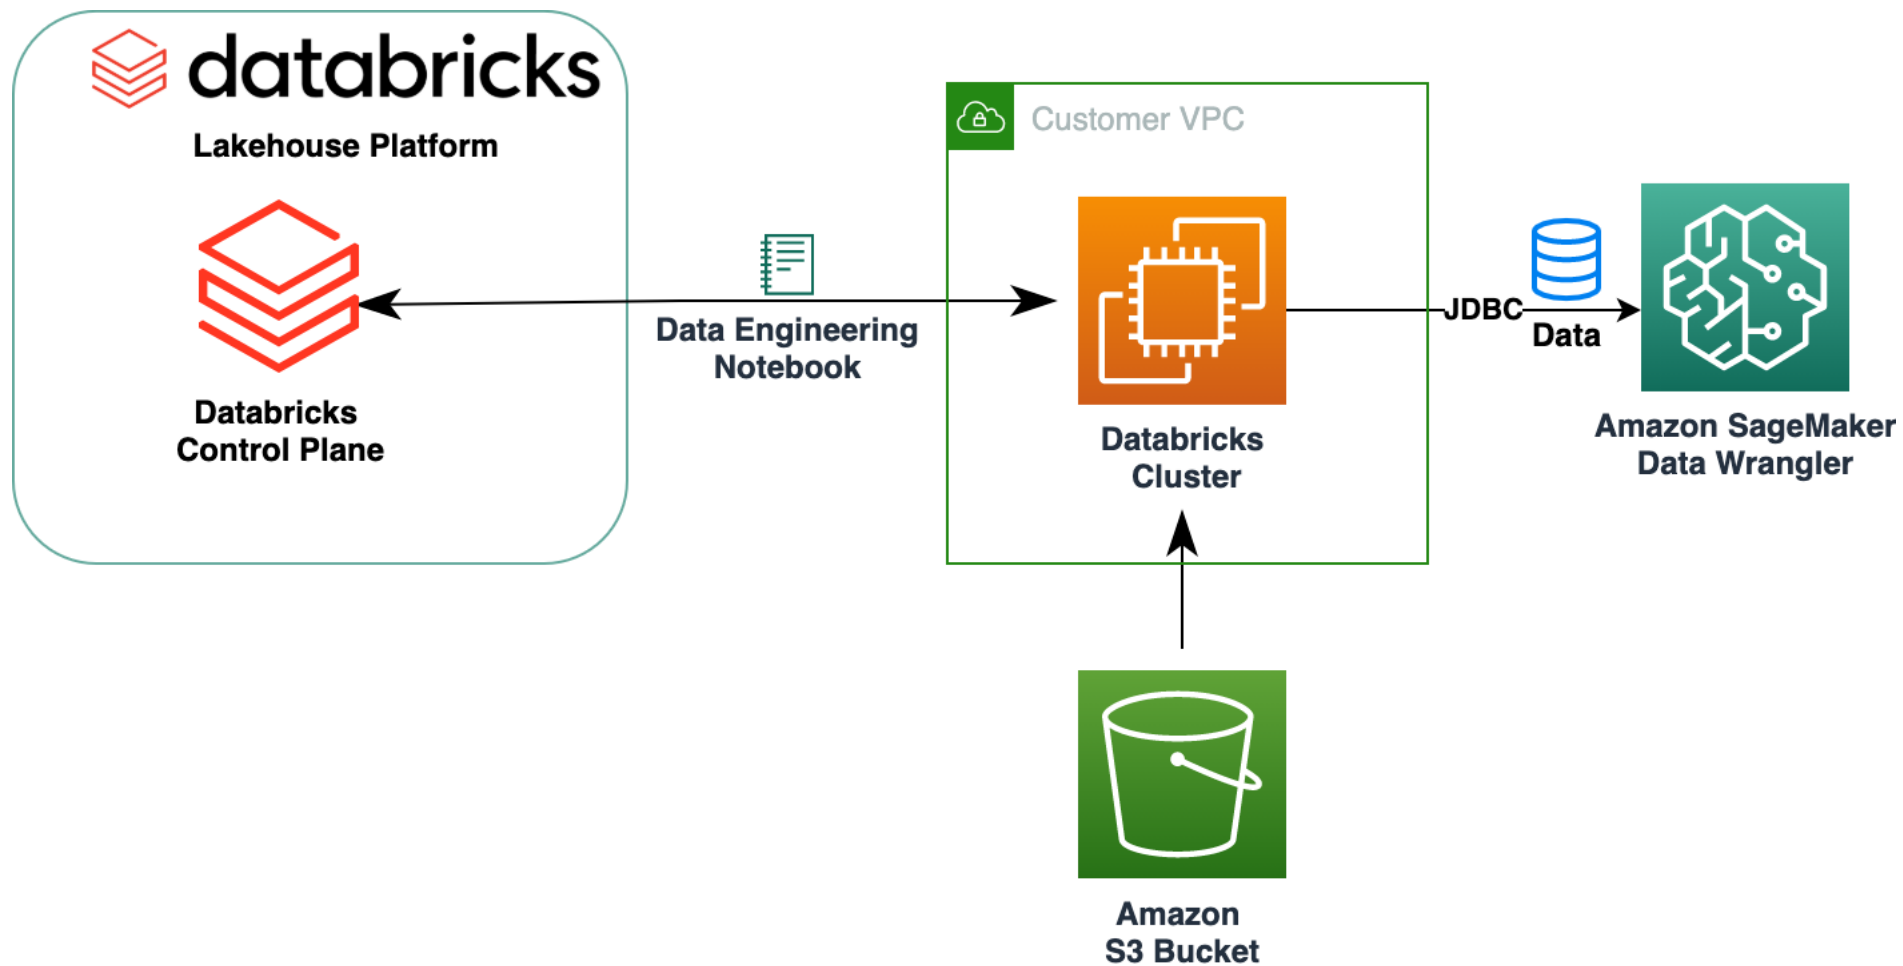 databricks
Lakehouse Platform
Databricks
Control Plane
Data Engineering
Notebook
Customer VPC
Databricks
Cluster
JDBC
Data
Amazon SageMaker
Data Wrangler
Amazon
S3 Bucket